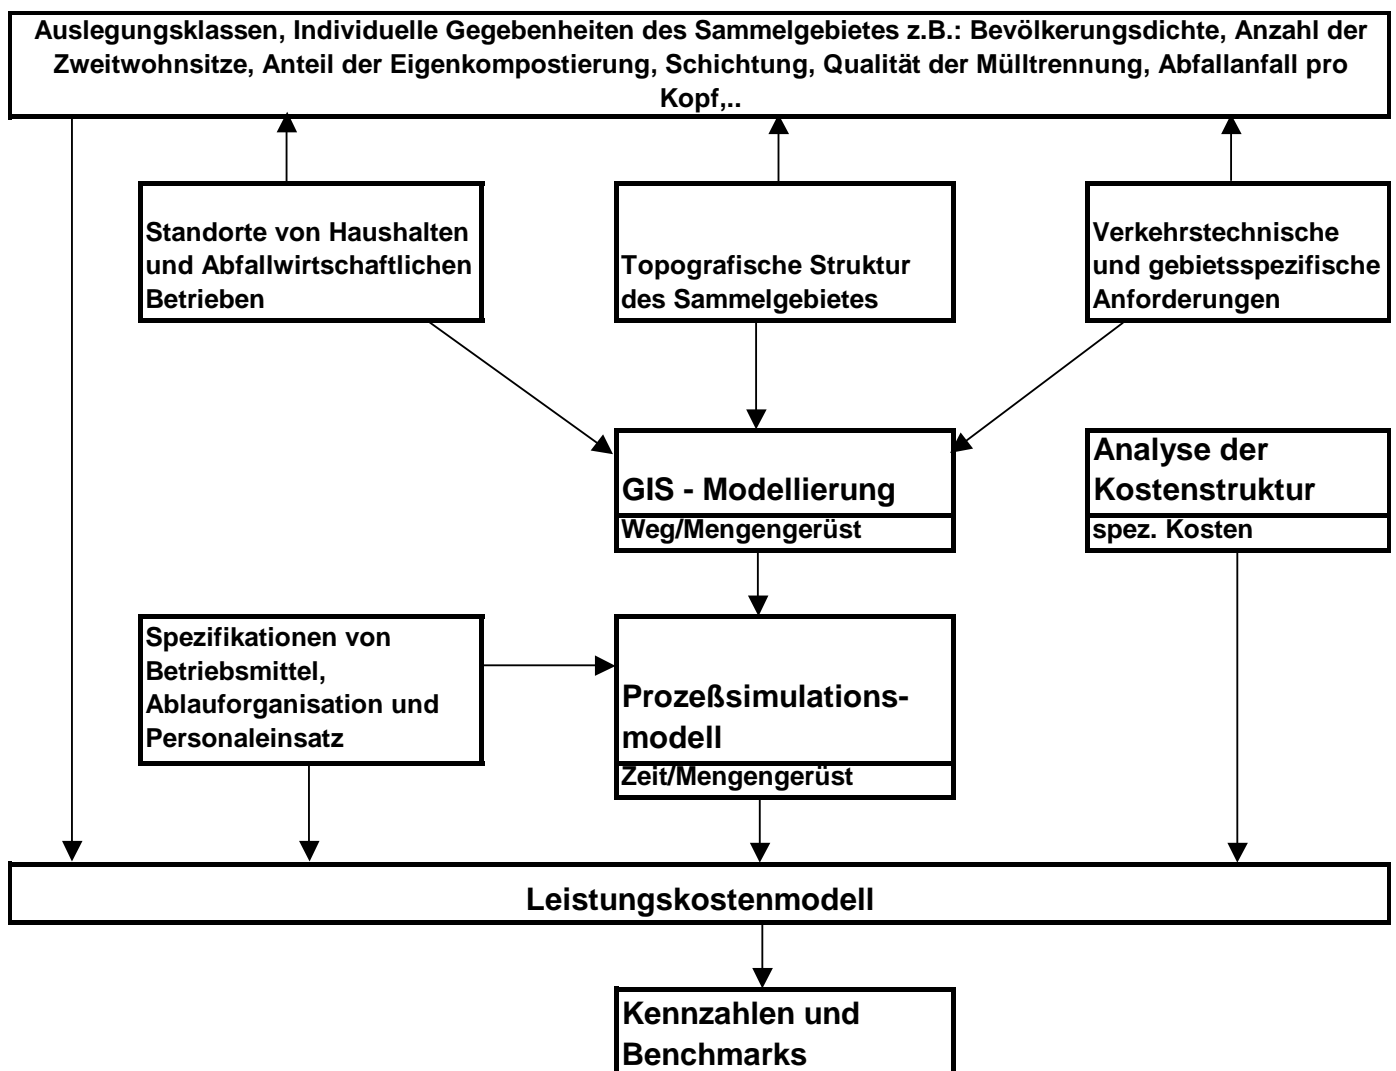 Auslegungsklassen, Individuelle Gegebenheiten des Sammelgebietes z.B.: Bevölkerungsdichte, Anzahl der
Zweitwohnsitze, Anteil der Eigenkompostierung, Schichtung, Qualität der Mülltrennung, Abfallanfall pro
Kopf,..
Standorte von Haushalten
und Abfallwirtschaftlichen
Betrieben
Topografische Struktur
des Sammelgebietes
Verkehrstechnische
und gebietsspezifische
Anforderungen
GIS - Modellierung
Weg/Mengengerüst
Analyse der
Kostenstruktur
spez. Kosten
Spezifikationen von
Betriebsmittel,
Ablauforganisation und
Personaleinsatz
Prozeßsimulations-
modell
Zeit/Mengengerüst
Leistungskostenmodell
Kennzahlen und
Benchmarks